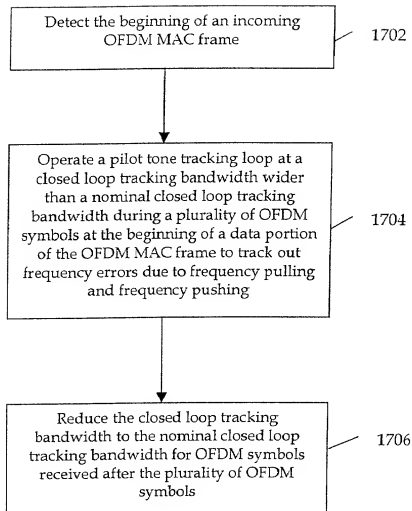 Detect the beginning of an incoming
OFDM MAC frame
1702
Operate a pilot tone tracking loop at a
closed loop tracking bandwidth wider
than a nominal closed loop tracking
bandwidth during a plurality of OFDM
symbols at the beginning of a data portion
of the OFDM MAC frame to track out
frequency errors due to frequency pulling
and frequency pushing
1704
Reduce the closed loop tracking
bandwidth to the nominal closed loop
tracking bandwidth for OFDM symbols
received after the plurality of OFDM
symbols
1706